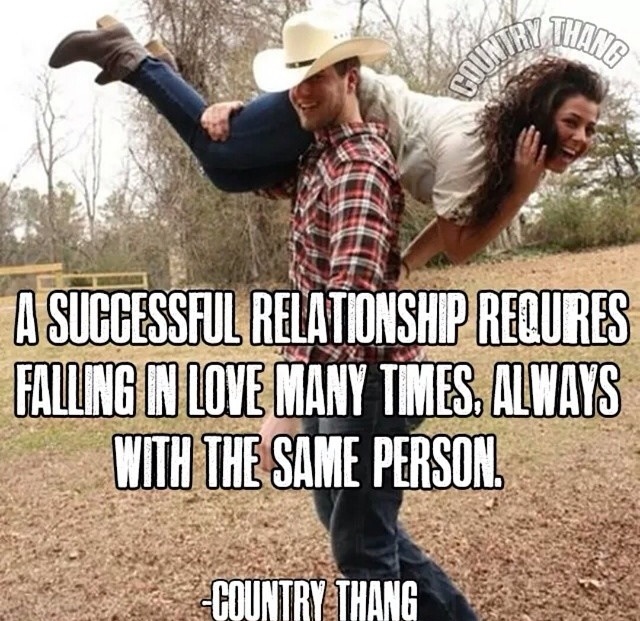 COUNTRY THANG
A SUCCESSFUL RELATIONSHIP REQUIRES
FALLING IN LOVE MANY TIMES, ALWAYS
WITH THE SAME PERSON.
-COUNTRY THANG